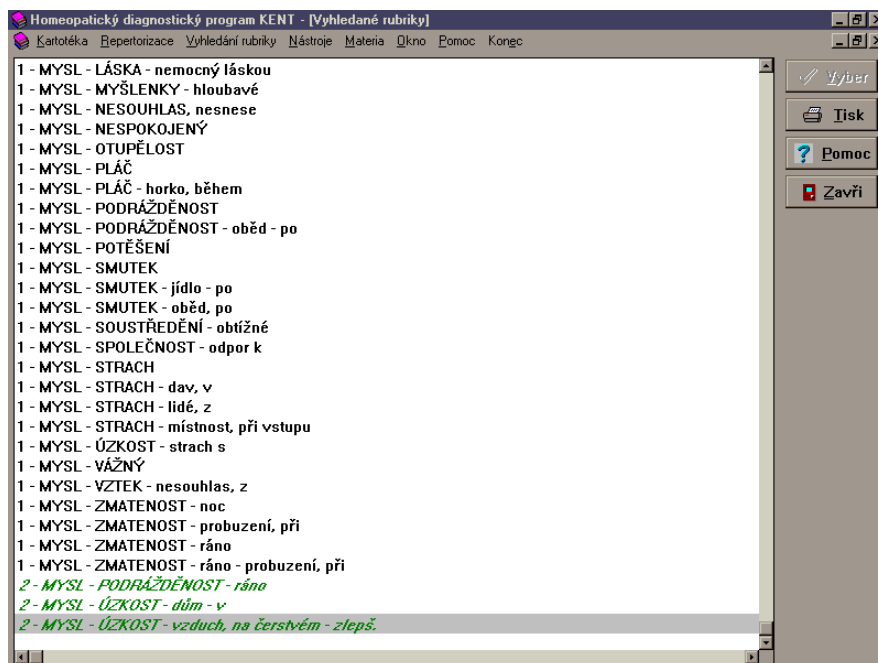 Homeopatický diagnostický program KENT - [Vyhledané rubriky]
Kartotéka Repertorizace Vyhledání rubriky Nástroje Materia Okno Pomoc Konec
1 - MYSL - LÁSKA - nemocný láskou
1 - MYSL - MYŠLENKY - hloubavé
1 - MYSL - NESOUHLAS, nesnese
1 - MYSL - NESPOKOJENÝ
1 - MYSL - OTUPĚLOST
1 - MYSL - PLÁČ
1 - MYSL - PLÁČ - horko, během
1 - MYSL - PODRÁŽDĚNOST
1 - MYSL - PODRÁŽDĚNOST - oběd - po
1 - MYSL - POTĚŠENÍ
1 - MYSL - SMUTEK
1 - MYSL - SMUTEK - jídlo - po
1 - MYSL - SMUTEK - oběd, po
1 - MYSL - SOUSTŘEDĚNÍ - obtížné
1 - MYSL - SPOLEČNOST - odpor k
1 - MYSL - STRACH
1 - MYSL - STRACH - dav, v
1 - MYSL - STRACH - lidé, z
1 - MYSL - STRACH - místnost, při vstupu
1 - MYSL - ÚZKOST - strach s
1 - MYSL - VÁŽNÝ
1 - MYSL - VZTEK - nesouhlas, z
1 - MYSL - ZMATENOST - noc
1 - MYSL - ZMATENOST - probuzení, při
1 - MYSL - ZMATENOST - ráno
1 - MYSL - ZMATENOST - ráno - probuzení, při
2 - MYSL - PODRÁŽDĚNOST - ráno
2 - MYSL - ÚZKOST - dům - v
2 - MYSL - ÚZKOST - vzduch, na čerstvém - zlepš.
Vyber
Tisk
Pomoc
Zavři